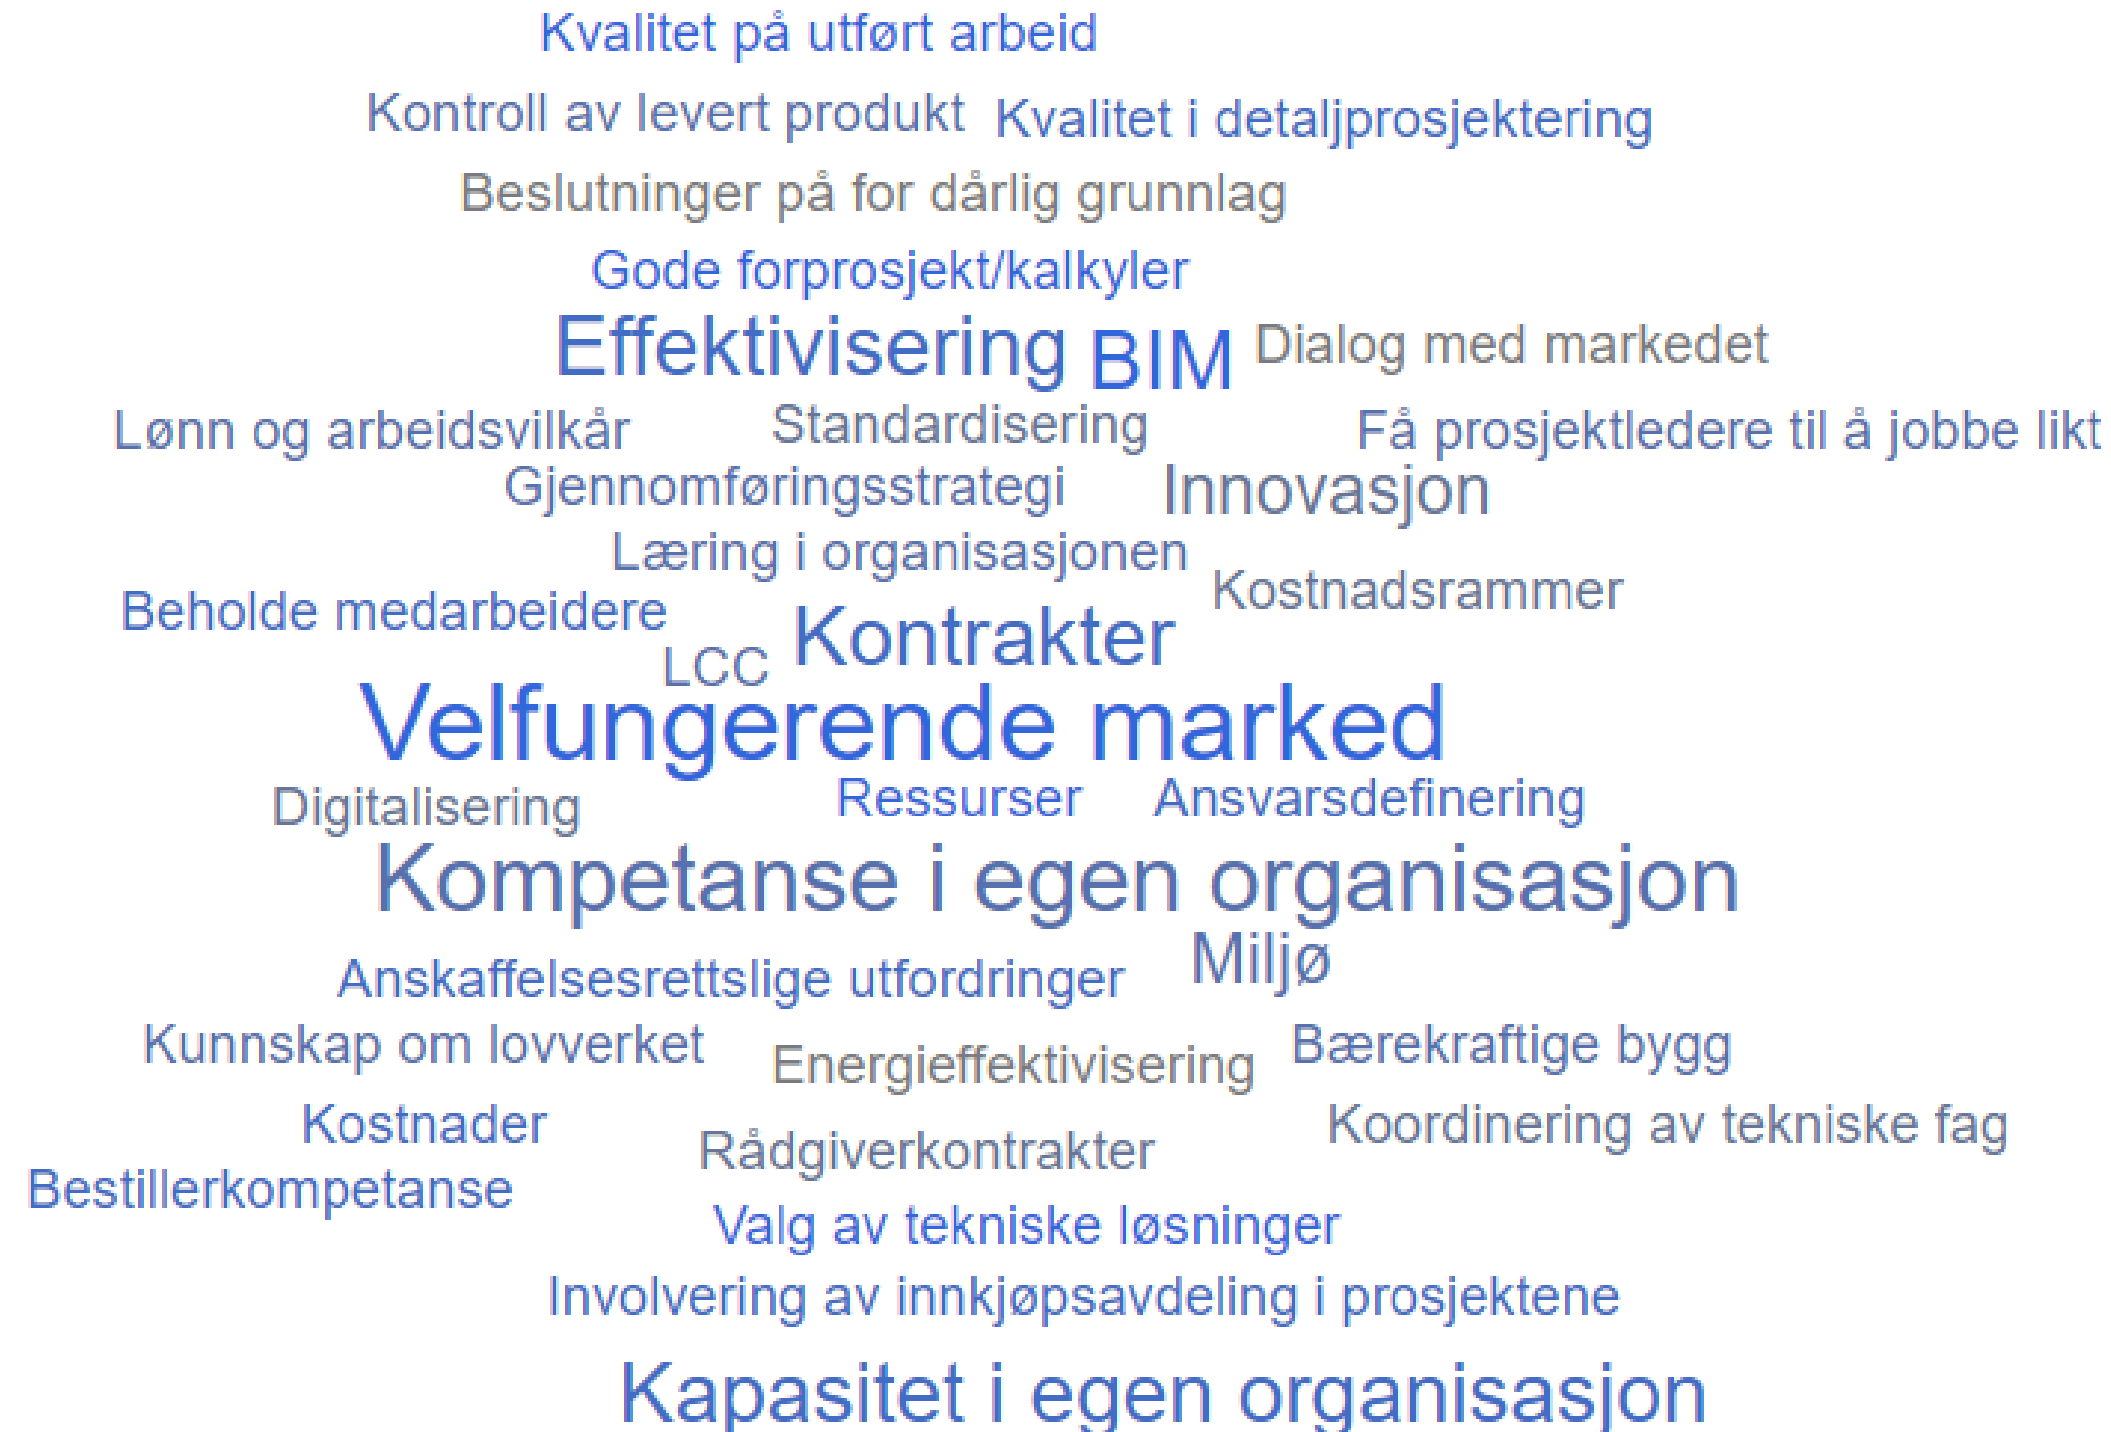 Kvalitet på utført arbeid
Kontroll av levert produkt Kvalitet i detaljprosjektering
Beslutninger på for dårlig grunnlag
Gode forprosjekt/kalkyler
Effektivisering BIM Dialog med markedet
Lønn og arbeidsvilkår Standardisering Få prosjektledere til å jobbe likt
Gjennomføringsstrategi Innovasjon
Læring i organisasjonen
Kostnadsrammer
Beholde medarbeidere
Kontrakter
LCC
Velfungerende marked
Digitalisering Ressurser Ansvarsdefinering
Kompetanse i egen organisasjon
Anskaffelsesrettslige utfordringer Miljø
Kunnskap om lovverket Energieffektivisering Bærekraftige bygg
Kostnader Rådgiverkontrakter Koordinering av tekniske fag
Bestillerkompetanse
Valg av tekniske løsninger
Involvering av innkjøpsavdeling i prosjektene
Kapasitet i egen organisasjon